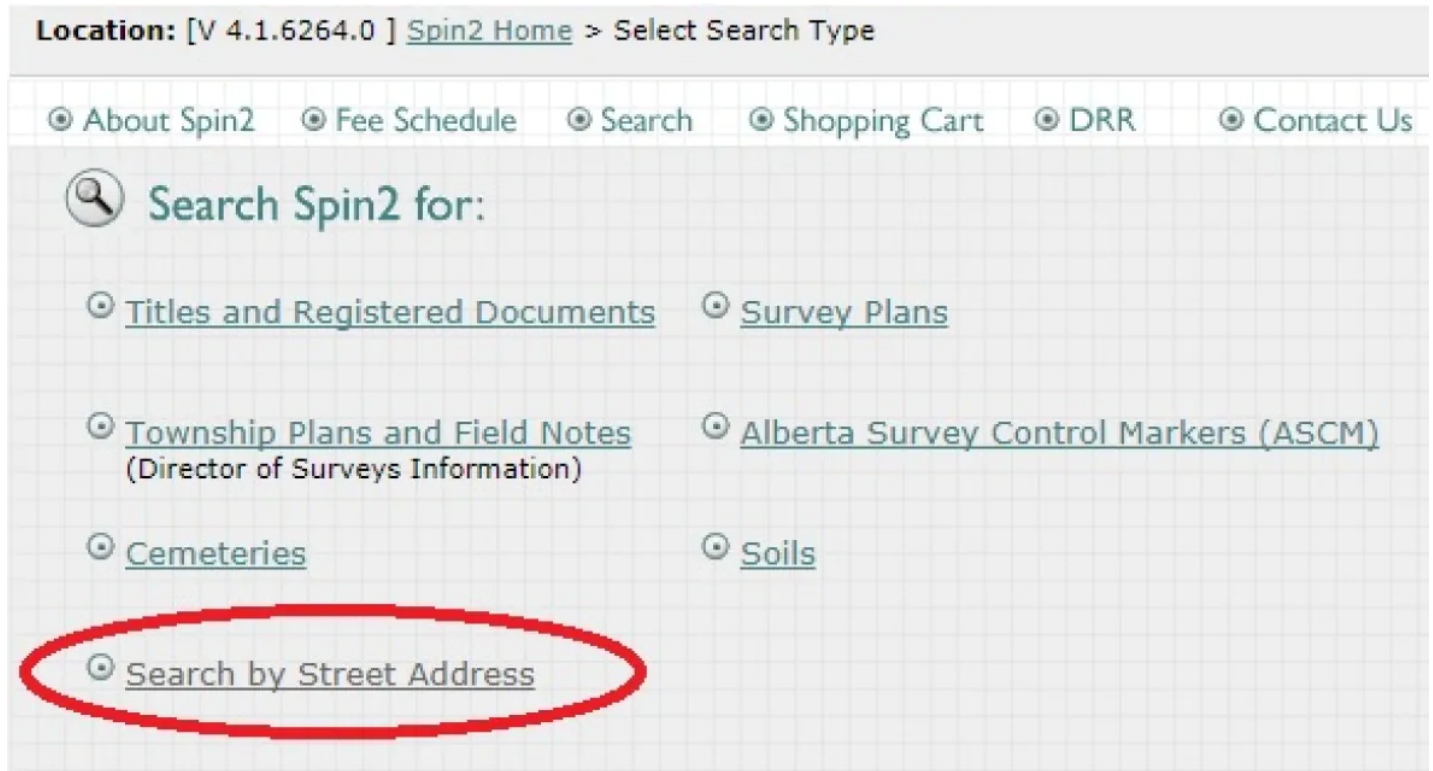 Location: [V 4.1.6264.0 ] Spin2 Home > Select Search Type
About Spin2 Fee Schedule Search Shopping Cart DRR Contact Us
Search Spin2 for:
Titles and Registered Documents Survey Plans
Township Plans and Field Notes Alberta Survey Control Markers (ASCM)
(Director of Surveys Information)
Cemeteries Soils
Search by Street Address